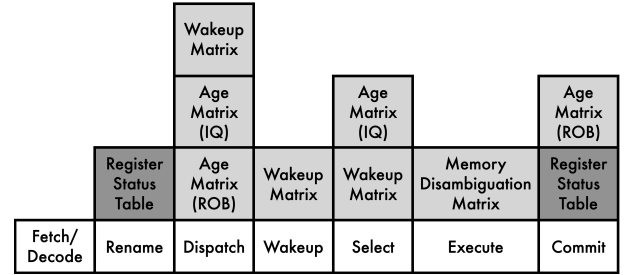 Wakeup
Matrix
Age
Matrix
(IQ)
Age
Matrix
(IQ)
Age
Matrix
(ROB)
Register
Status
Table
Age
Matrix
(ROB)
Wakeup
Matrix
Wakeup
Matrix
Memory
Disambiguation
Matrix
Register
Status
Table
Fetch/
Decode
Rename
Dispatch
Wakeup
Select
Execute
Commit